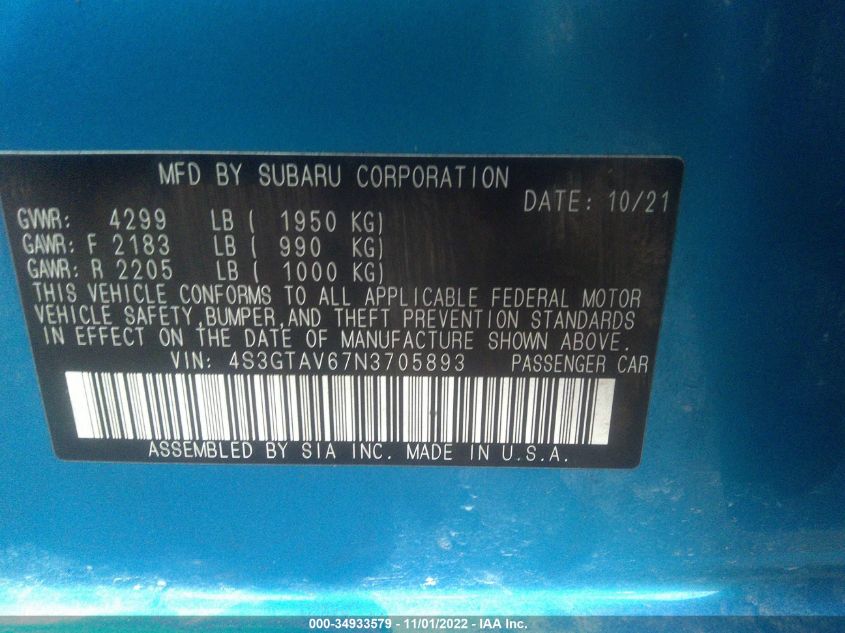 MFD BY SUBARU CORPORATION
DATE: 10/21
GVWR: 4299 LB ( 1950 KG)
GAWR: F 2183 LB ( 990 KG)
GAWR: R 2205 LB ( 1000 KG)
THIS VEHICLE CONFORMS TO ALL APPLICABLE FEDERAL MOTOR
VEHICLE SAFETY,BUMPER,AND THEFT PREVENTION STANDARDS
IN EFFECT ON THE DATE OF MANUFACTURE SHOWN ABOVE.
VIN: 4S3GTAV67N3705893 PASSENGER CAR
ASSEMBLED BY SIA INC. MADE IN U.S.A.
000-34933579 - 11/01/2022 - IAA Inc.